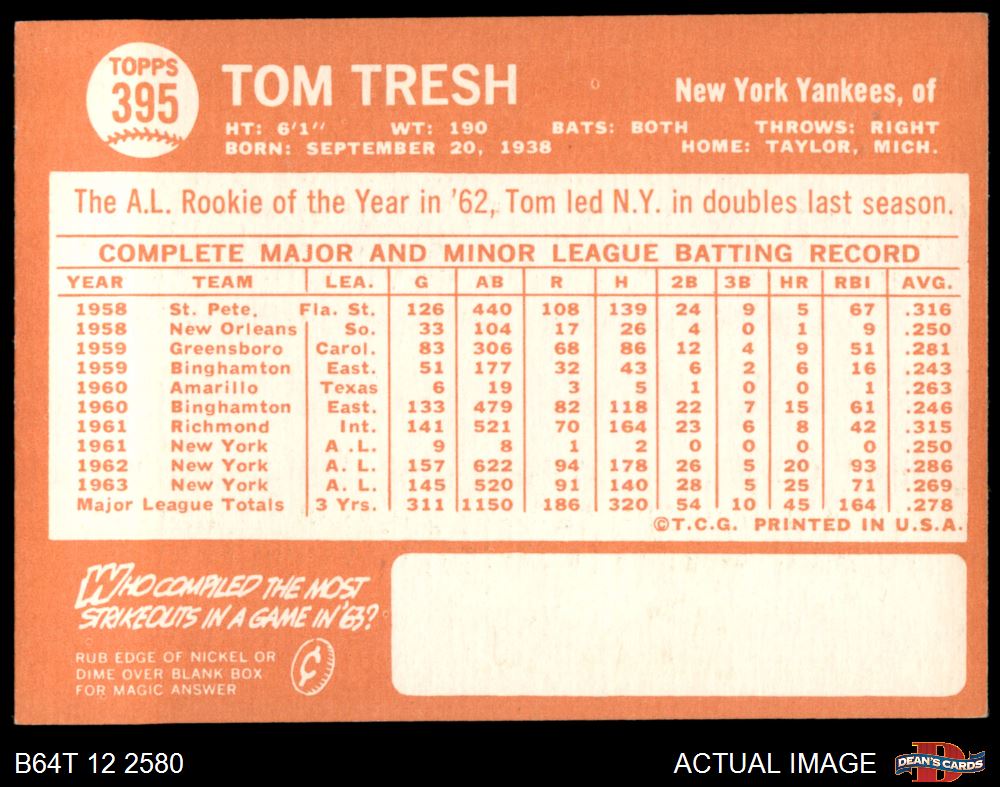 TOPPS
395
TOM TRESH
New York Yankees, of
HT: 6'1" WT: 190 BATS: BOTH THROWS: RIGHT
BORN: SEPTEMBER 20, 1938 HOME: TAYLOR, MICH.
The A.L. Rookie of the Year in '62, Tom led N.Y. in doubles last season.
COMPLETE MAJOR AND MINOR LEAGUE BATTING RECORD
YEAR TEAM LEA. G AB R H 2B 3B HR RBI AVG.
1958 St. Pete. Fla. St. 126 440 108 139 24 9 5 67 .316
1958 New Orleans So. 33 104 17 26 4 0 1 9 .250
1959 Greensboro Carol. 83 306 68 86 12 4 9 51 .281
1959 Binghamton East. 51 177 32 43 6 2 6 16 .243
1960 Amarillo Texas 6 19 3 5 1 0 0 1 .263
1960 Binghamton East. 133 479 82 118 22 7 15 61 .246
1961 Richmond Int. 141 521 70 164 23 6 8 42 .315
1961 New York A .L. 9 8 1 2 0 0 0 0 .250
1962 New York A. L. 157 622 94 178 26 5 20 93 .286
1963 New York A. L. 145 520 91 140 28 5 25 71 .269
Major League Totals 3 Yrs. 311 1150 186 320 54 10 45 164 .278
©T.C.G. PRINTED IN U.S.A.
WHO COMPILED THE MOST
STRIKEOUTS IN A GAME IN '63?
RUB EDGE OF NICKEL OR
DIME OVER BLANK BOX
FOR MAGIC ANSWER
¢
B64T 12 2580
ACTUAL IMAGE
D
DEAN'S CARDS